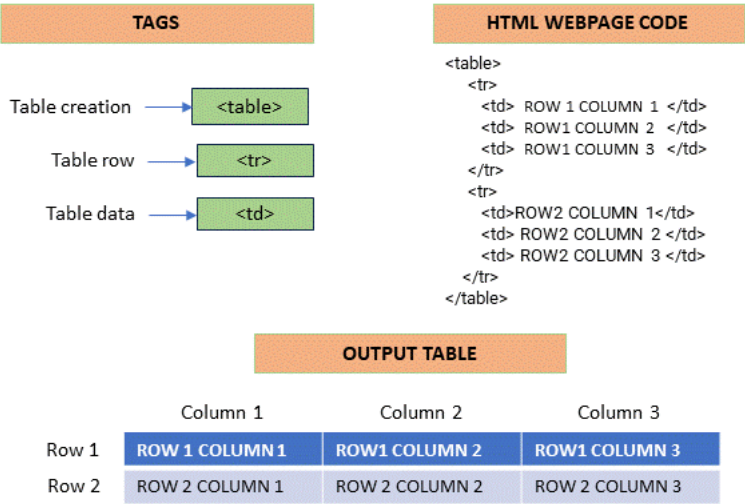 TAGS
Table creation <table>
Table row <tr>
Table data <td>
HTML WEBPAGE CODE
<table>
<tr>
<td> ROW 1 COLUMN 1 </td>
<td> ROW1 COLUMN 2 </td>
<td> ROW1 COLUMN 3 </td>
</tr>
<tr>
<td>ROW2 COLUMN 1</td>
<td> ROW2 COLUMN 2 </td>
<td> ROW2 COLUMN 3 </td>
</tr>
</table>
OUTPUT TABLE
Column 1 Column 2 Column 3
Row 1 ROW 1 COLUMN 1 ROW1 COLUMN 2 ROW1 COLUMN 3
Row 2 ROW 2 COLUMN 1 ROW 2 COLUMN 2 ROW 2 COLUMN 3